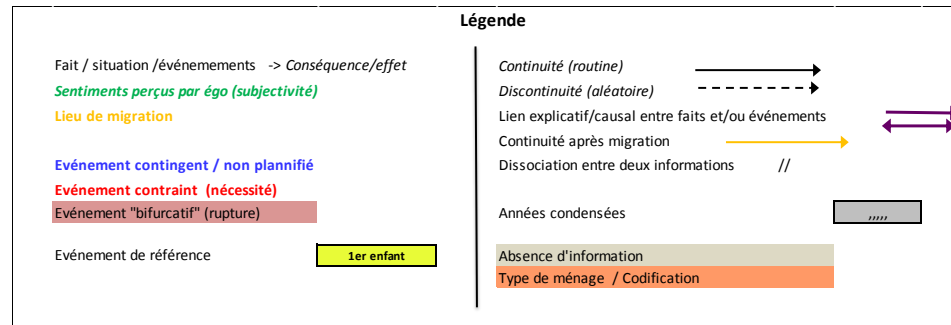 Légende
Fait / situation /événemements -> Conséquence/effet
Sentiments perçus par égo (subjectivité)
Lieu de migration
Evénement contingent / non plannifié
Evénement contraint (nécessité)
Evénement "bifurcatif" (rupture)
Evénement de référence
1er enfant
Continuité (routine)
Discontinuité (aléatoire)
Lien explicatif/causal entre faits et/ou événements
Continuité après migration
Dissociation entre deux informations //
Années condensées
,,,,,
Absence d'information
Type de ménage / Codification